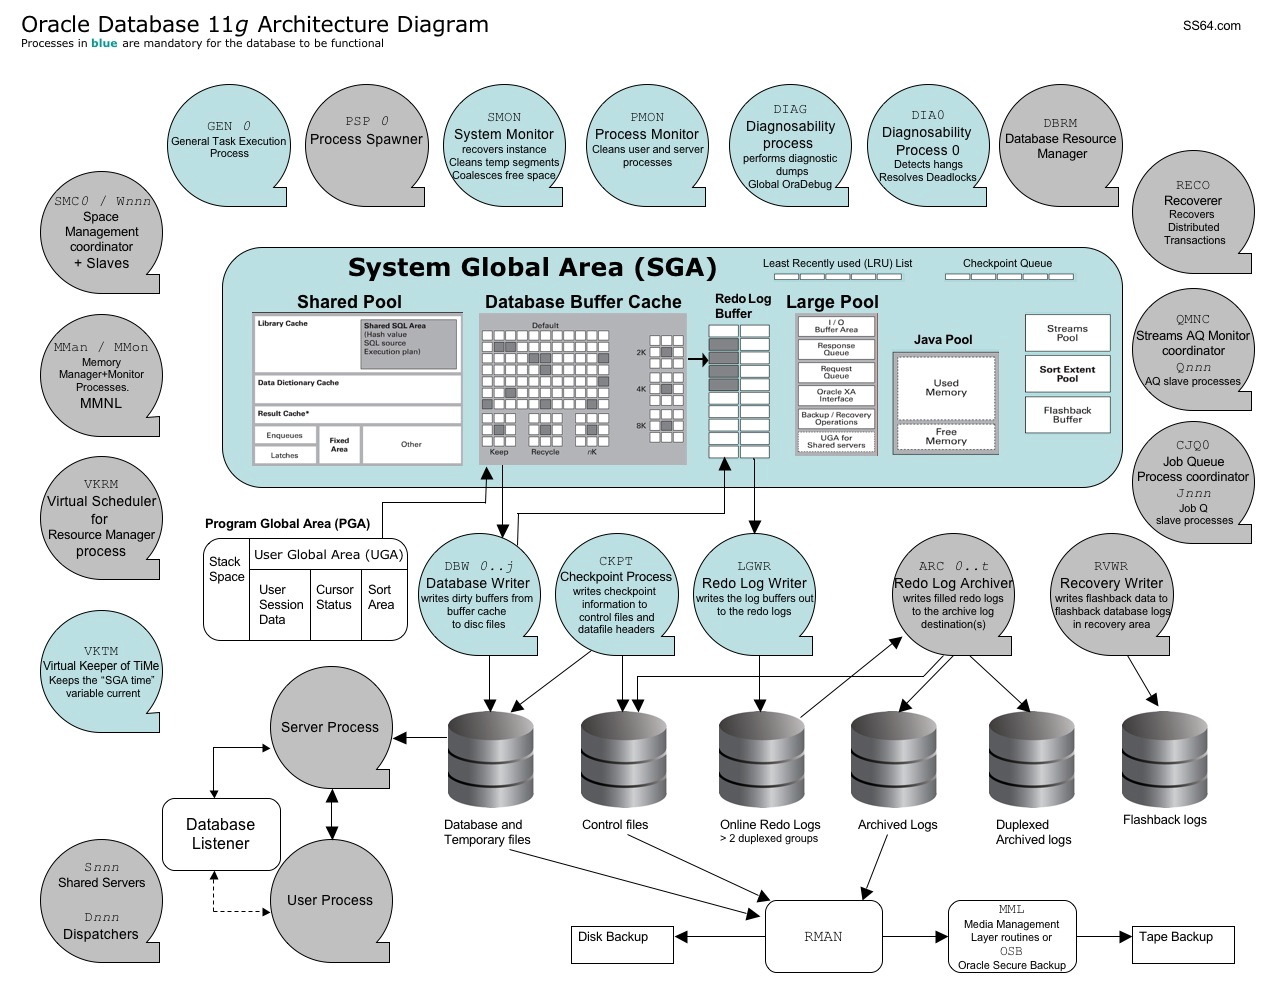 Oracle Database 11g Architecture Diagram
SS64.com
Processes in blue are mandatory for the database to be functional
GEN 0
General Task Execution
Process
PSP 0
Process Spawner
SMON
System Monitor
recovers instance
Cleans temp segments
Coalesces free space
PMON
Process Monitor
Cleans user and server
processes
DIAG
Diagnosability
process
performs diagnostic
dumps
Global OraDebug
DIA0
Diagnosability
Process 0
Detects hangs
Resolves Deadlocks
DBRM
Database Resource
Manager
RECO
Recoverer
Recovers
Distributed
Transactions
SMC0 / Wnnn
Space
Management
coordinator
+ Slaves
MMan / MMon
Memory
Manager+Monitor
Processes.
MMNL
VKRM
Virtual Scheduler
for
Resource Manager
process
VKTM
Virtual Keeper of TiMe
Keeps the “SGA time”
variable current
Snnn
Shared Servers
Dnnn
Dispatchers
QMNC
Streams AQ Monitor
coordinator
Qnnn
AQ slave processes
CJQ0
Job Queue
Process coordinator
Jnnn
Job Q
slave processes
System Global Area (SGA)
Least Recently used (LRU) List
Checkpoint Queue
Shared Pool
Library Cache
Shared SQL Area
(Hash value
SQL source
Execution plan)
Data Dictionary Cache
Result Cache*
Enqueues
Latches
Fixed
Area
Other
Database Buffer Cache
Default
2K
4K
8K
Keep
Recycle
nK
Redo Log
Buffer
Large Pool
I / O
Buffer Area
Response
Queue
Request
Queue
Oracle XA
Interface
Backup / Recovery
Operations
UGA for
Shared servers
Java Pool
Used
Memory
Free
Memory
Streams
Pool
Sort Extent
Pool
Flashback
Buffer
Program Global Area (PGA)
Stack
Space
User Global Area (UGA)
User
Session
Data
Cursor
Status
Sort
Area
DBW 0..j
Database Writer
writes dirty buffers from
buffer cache
to disc files
CKPT
Checkpoint Process
writes checkpoint
information to
control files and
datafile headers
LGWR
Redo Log Writer
writes the log buffers out
to the redo logs
ARC 0..t
Redo Log Archiver
writes filled redo logs
to the archive log
destination(s)
RVWR
Recovery Writer
writes flashback data to
flashback database logs
in recovery area
Server Process
Database
Listener
User Process
Database and
Temporary files
Control files
Online Redo Logs
> 2 duplexed groups
Archived Logs
Duplexed
Archived logs
Flashback logs
Disk Backup
RMAN
MML
Media Management
Layer routines or
OSB
Oracle Secure Backup
Tape Backup